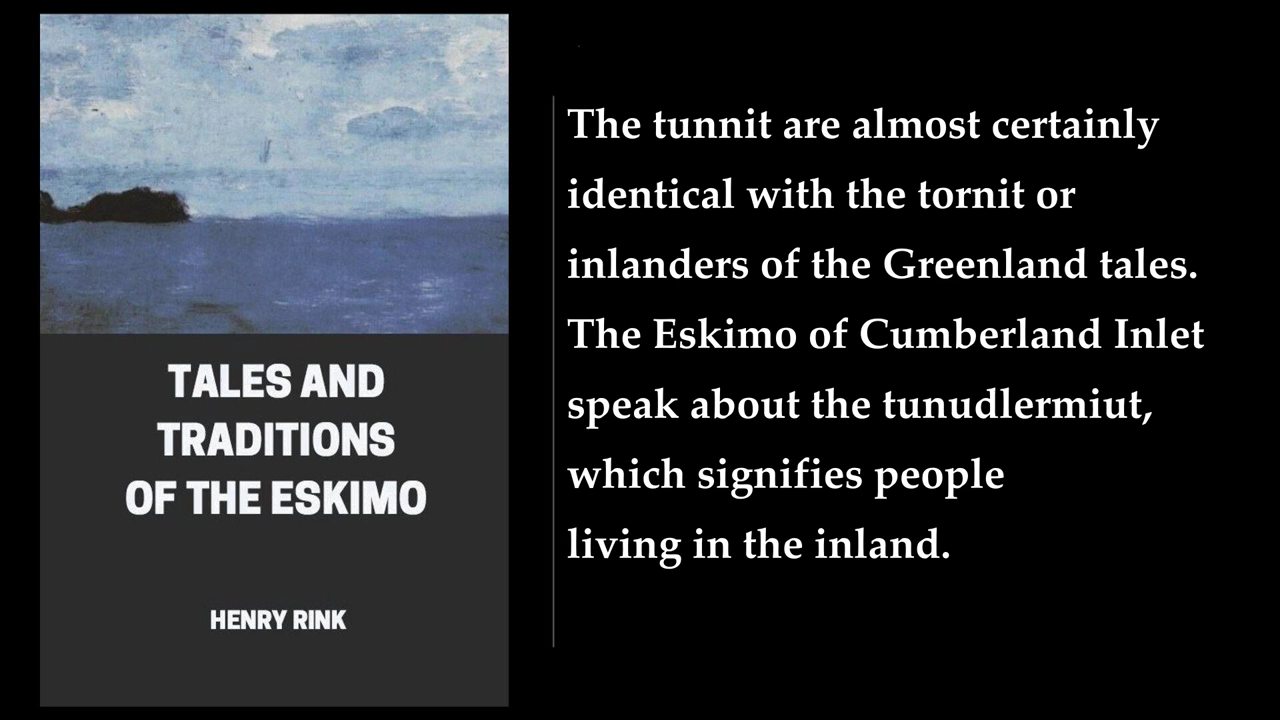 TALES AND
TRADITIONS
OF THE ESKIMO
HENRY RINK
The tunnit are almost certainly
identical with the tornit or
inlanders of the Greenland tales.
The Eskimo of Cumberland Inlet
speak about the tunudlermiut,
which signifies people
living in the inland.